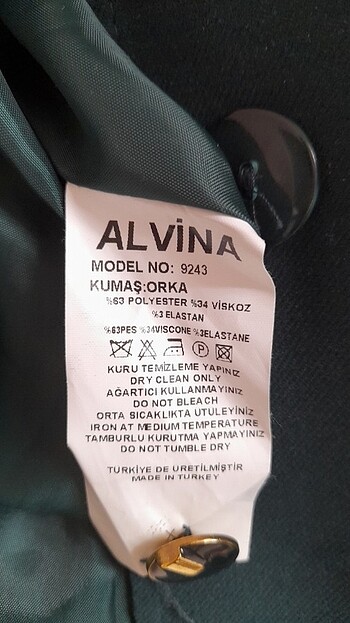 ALVİNA
MODEL NO: 9243
KUMAŞ:ORKA
%63 POLYESTER %34 VİSKOZ
%3 ELASTAN
%63PES %34VISCONE %3ELASTANE
P
KURU TEMİZLEME YAPINIZ
DRY CLEAN ONLY
AĞARTICI KULLANMAYINIZ
DO NOT BLEACH
ORTA SICAKLIKTA UTULEYİNİZ
IRON AT MEDIUM TEMPERATURE
TAMBURLU KURUTMA YAPMAYINIZ
DO NOT TUMBLE DRY
TURKİYE DE URETİLMİŞTİR
MADE IN TURKEY